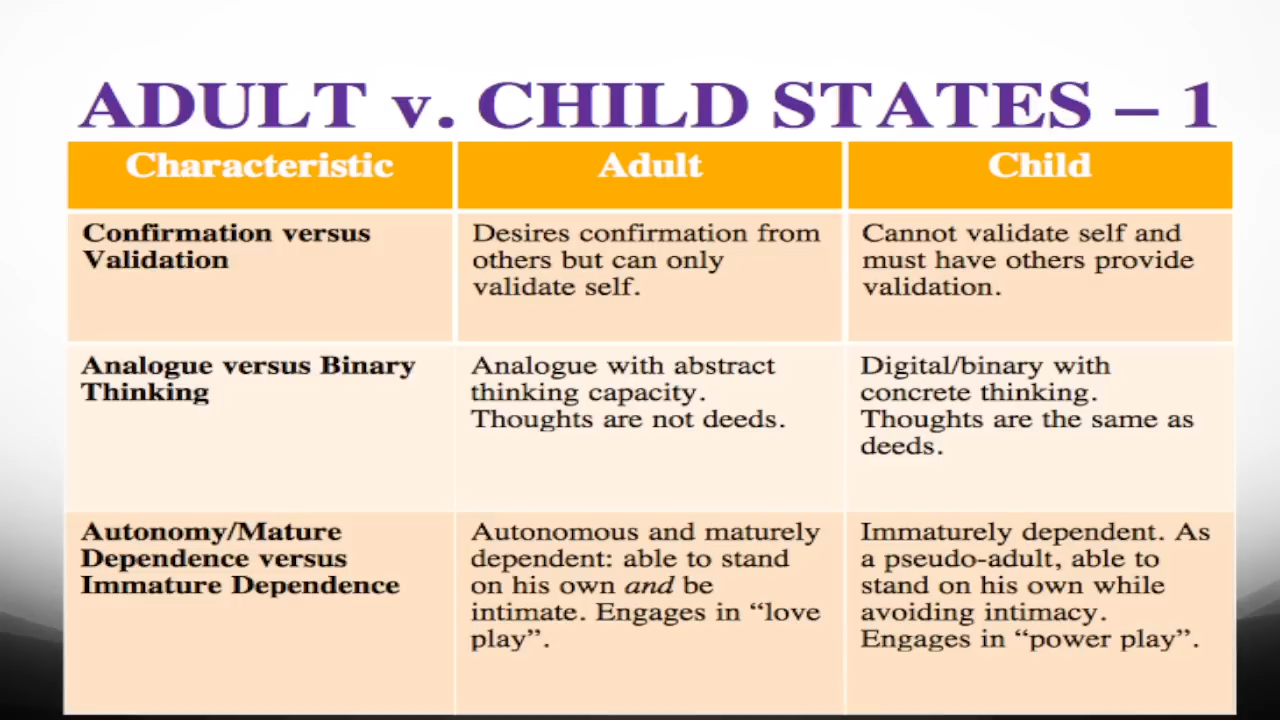 ADULT v. CHILD STATES – 1
Characteristic
Adult
Child
Confirmation versus
Validation
Desires confirmation from
others but can only
validate self.
Cannot validate self and
must have others provide
validation.
Analogue versus Binary
Thinking
Analogue with abstract
thinking capacity.
Thoughts are not deeds.
Digital/binary with
concrete thinking.
Thoughts are the same as
deeds.
Autonomy/Mature
Dependence versus
Immature Dependence
Autonomous and maturely
dependent: able to stand
on his own and be
intimate. Engages in “love
play”.
Immaturely dependent. As
a pseudo-adult, able to
stand on his own while
avoiding intimacy.
Engages in “power play”.